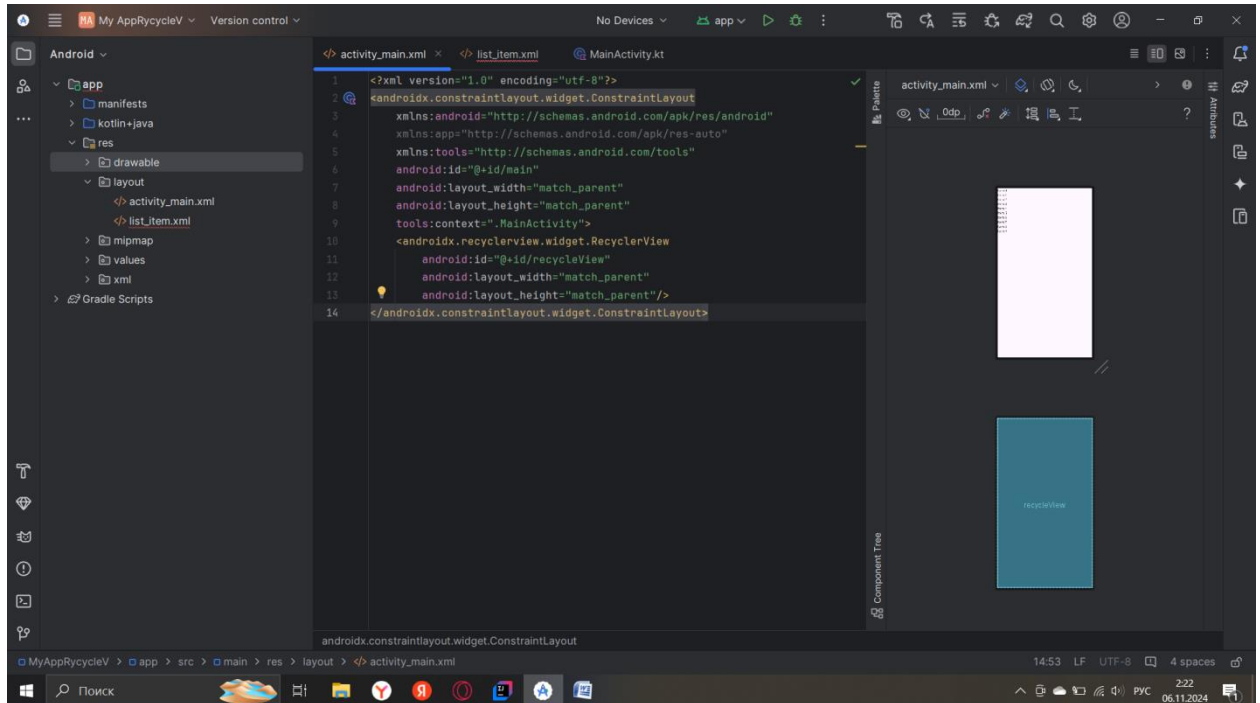 MA My AppRycycleV Version control No Devices app
Android
app
manifests
kotlin+java
res
drawable
layout
activity_main.xml
list_item.xml
mipmap
values
xml
Gradle Scripts
activity_main.xml list_item.xml MainActivity.kt
1 <?xml version="1.0" encoding="utf-8"?>
2 <androidx.constraintlayout.widget.ConstraintLayout
3 xmlns:android="http://schemas.android.com/apk/res/android"
4 xmlns:app="http://schemas.android.com/apk/res-auto"
5 xmlns:tools="http://schemas.android.com/tools"
6 android:id="@+id/main"
7 android:layout_width="match_parent"
8 android:layout_height="match_parent"
9 tools:context=".MainActivity">
10 <androidx.recyclerview.widget.RecyclerView
11 android:id="@+id/recycleView"
12 android:layout_width="match_parent"
13 android:layout_height="match_parent"/>
14 </androidx.constraintlayout.widget.ConstraintLayout>
androidx.constraintlayout.widget.ConstraintLayout
Palette
Component Tree
activity_main.xml
0dp
?
recycleView
Attributes
MyAppRycycleV > app > src > main > res > layout > activity_main.xml 14:53 LF UTF-8 4 spaces
Поиск
РУС
2:22
06.11.2024